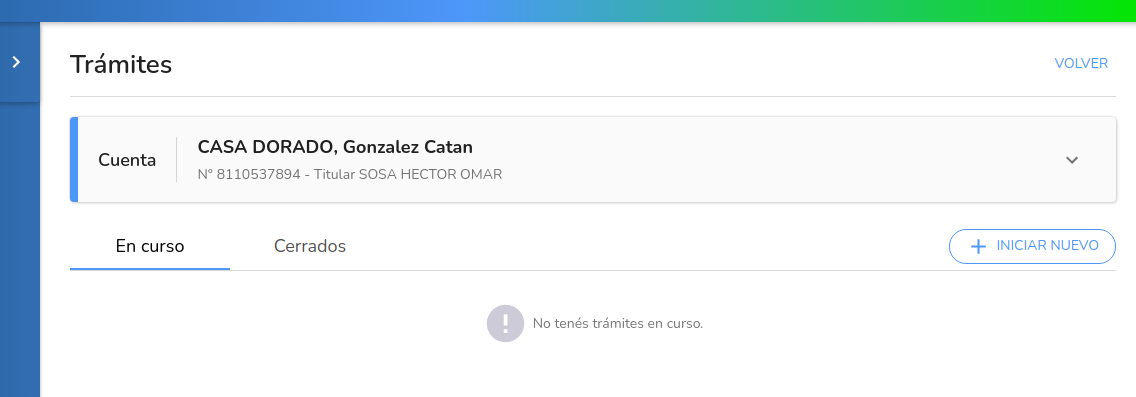 Trámites
VOLVER
Cuenta
CASA DORADO, Gonzalez Catan
N° 8110537894 - Titular SOSA HECTOR OMAR
En curso
Cerrados
INICIAR NUEVO
No tenés trámites en curso.